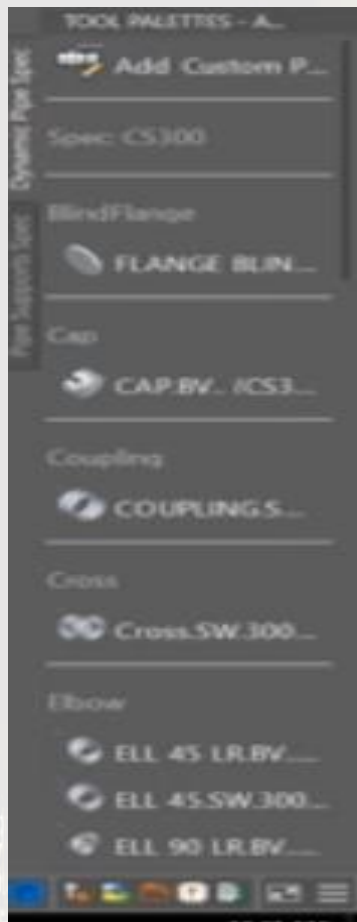 TOOL PALETTES - A...
Dynamic Pipe Spec
Pipe Supports Spec
Add Custom P...
Spec: CS300
BlindFlange
FLANGE BLIN...
Cap
CAP.BV.. (CS3...
Coupling
COUPLING.S...
Cross
Cross.SW.300...
Elbow
ELL 45 LR.BV....
ELL 45.SW.300...
ELL 90 LR.BV....